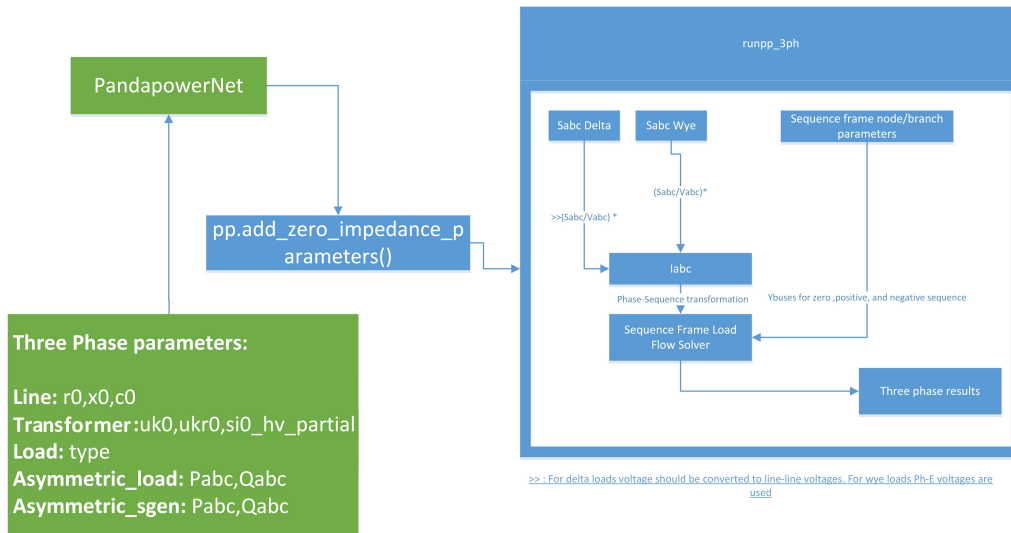 runpp_3ph
PandapowerNet
Sabc Delta
Sabc Wye
Sequence frame node/branch
parameters
(Sabc/Vabc)*
>>(Sabc/Vabc) *
pp.add_zero_impedance_p
arameters()
Iabc
Phase-Sequence transformation
Ybuses for zero ,positive, and negative sequence
Sequence Frame Load
Flow Solver
Three phase results
Three Phase parameters:
Line: r0,x0,c0
Transformer:uk0,ukr0,si0_hv_partial
Load: type
Asymmetric_load: Pabc,Qabc
Asymmetric_sgen: Pabc,Qabc
>> : For delta loads voltage should be converted to line-line voltages. For wye loads Ph-E voltages are
used